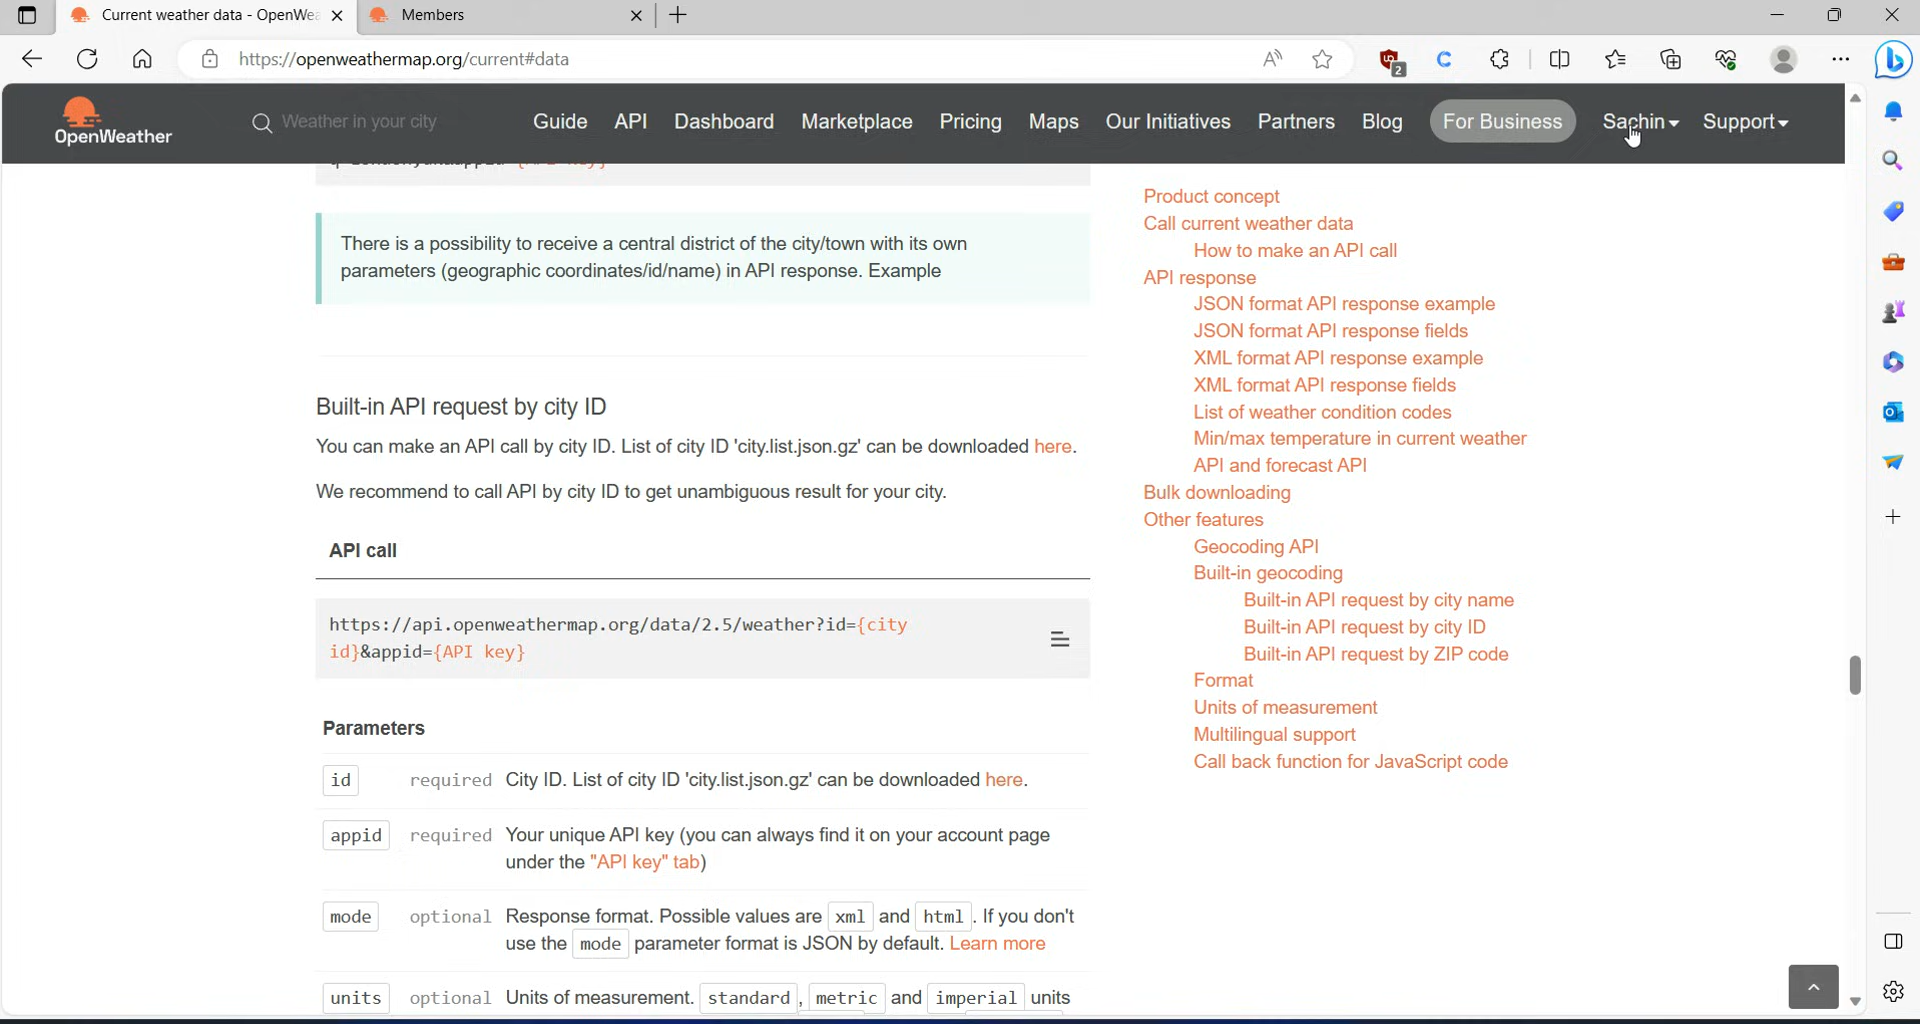 Current weather data - OpenWea
Members
https://openweathermap.org/current#data
2
OpenWeather
Weather in your city
Guide API Dashboard Marketplace Pricing Maps Our Initiatives Partners Blog For Business Sachin Support
There is a possibility to receive a central district of the city/town with its own
parameters (geographic coordinates/id/name) in API response. Example
Built-in API request by city ID
You can make an API call by city ID. List of city ID 'city.list.json.gz' can be downloaded here.
We recommend to call API by city ID to get unambiguous result for your city.
API call
https://api.openweathermap.org/data/2.5/weather?id={city
id}&appid={API key}
Parameters
id required City ID. List of city ID 'city.list.json.gz' can be downloaded here.
appid required Your unique API key (you can always find it on your account page
under the "API key" tab)
mode optional Response format. Possible values are xml and html. If you don't
use the mode parameter format is JSON by default. Learn more
units optional Units of measurement. standard, metric and imperial units
Product concept
Call current weather data
How to make an API call
API response
JSON format API response example
JSON format API response fields
XML format API response example
XML format API response fields
List of weather condition codes
Min/max temperature in current weather
API and forecast API
Bulk downloading
Other features
Geocoding API
Built-in geocoding
Built-in API request by city name
Built-in API request by city ID
Built-in API request by ZIP code
Format
Units of measurement
Multilingual support
Call back function for JavaScript code